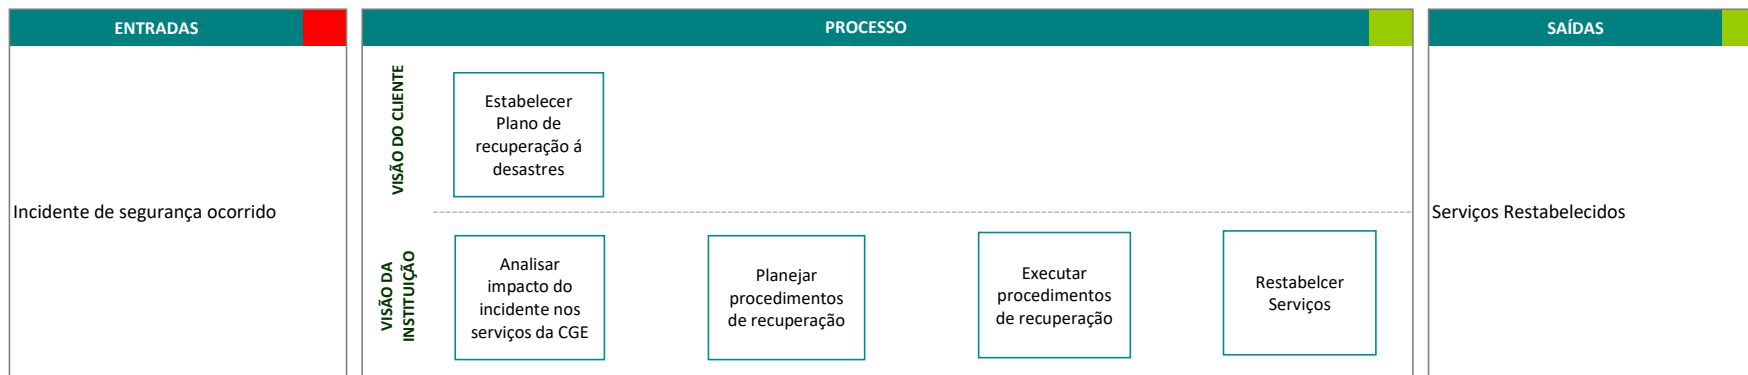 ENTRADAS
PROCESSO
SAÍDAS
Incidente de segurança ocorrido
VISÃO DO CLIENTE
Estabelecer
Plano de
recuperação á
desastres
VISÃO DA
INSTITUIÇÃO
Analisar
impacto do
incidente nos
serviços da CGE
Planejar
procedimentos
de recuperação
Executar
procedimentos
de recuperação
Restabelcer
Serviços
Serviços Restabelecidos